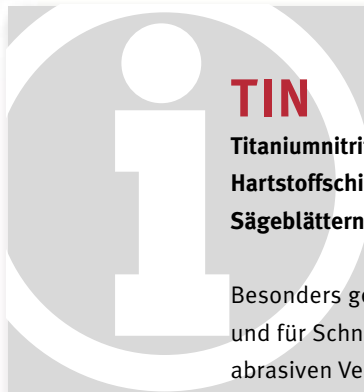 TIN
Titaniumnitri
Hartstoffschi
Sägeblättern
Besonders ge
und für Schn
abrasiven Ve